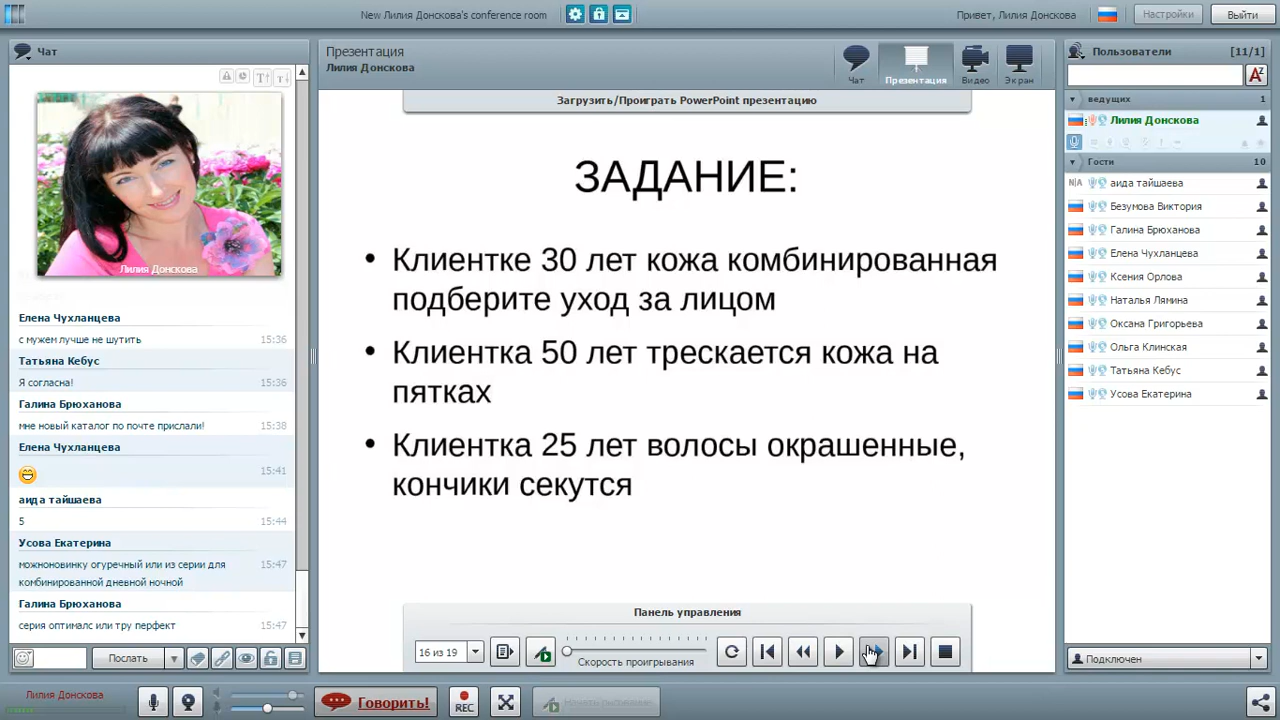 New Лилия Донскова's conference room
Привет, Лилия Донскова
Настройки
Выйти
Чат
Лилия Донскова
Елена Чухланцева
с мужем лучше не шутить 15:36
Татьяна Кебус
Я согласна! 15:36
Галина Брюханова
мне новый каталог по почте прислали! 15:38
Елена Чухланцева
15:41
аида тайшаева
5 15:44
Усова Екатерина
можноновинку огуречный или из серии для 15:47
комбинированной дневной ночной
Галина Брюханова
серия оптималс или тру перфект 15:47
Послать
Презентация
Лилия Донскова
Чат
Презентация
Видео
Экран
Загрузить/Проиграть PowerPoint презентацию
ЗАДАНИЕ:
• Клиентке 30 лет кожа комбинированная
подберите уход за лицом
• Клиентка 50 лет трескается кожа на
пятках
• Клиентка 25 лет волосы окрашенные,
кончики секутся
Панель управления
16 из 19
Скорость проигрывания
Пользователи [11/1]
ведущих 1
Лилия Донскова
Гости 10
N|A аида тайшаева
Безумова Виктория
Галина Брюханова
Елена Чухланцева
Ксения Орлова
Наталья Лямина
Оксана Григорьева
Ольга Клинская
Татьяна Кебус
Усова Екатерина
Подключен
Лилия Донскова
Говорить!
REC